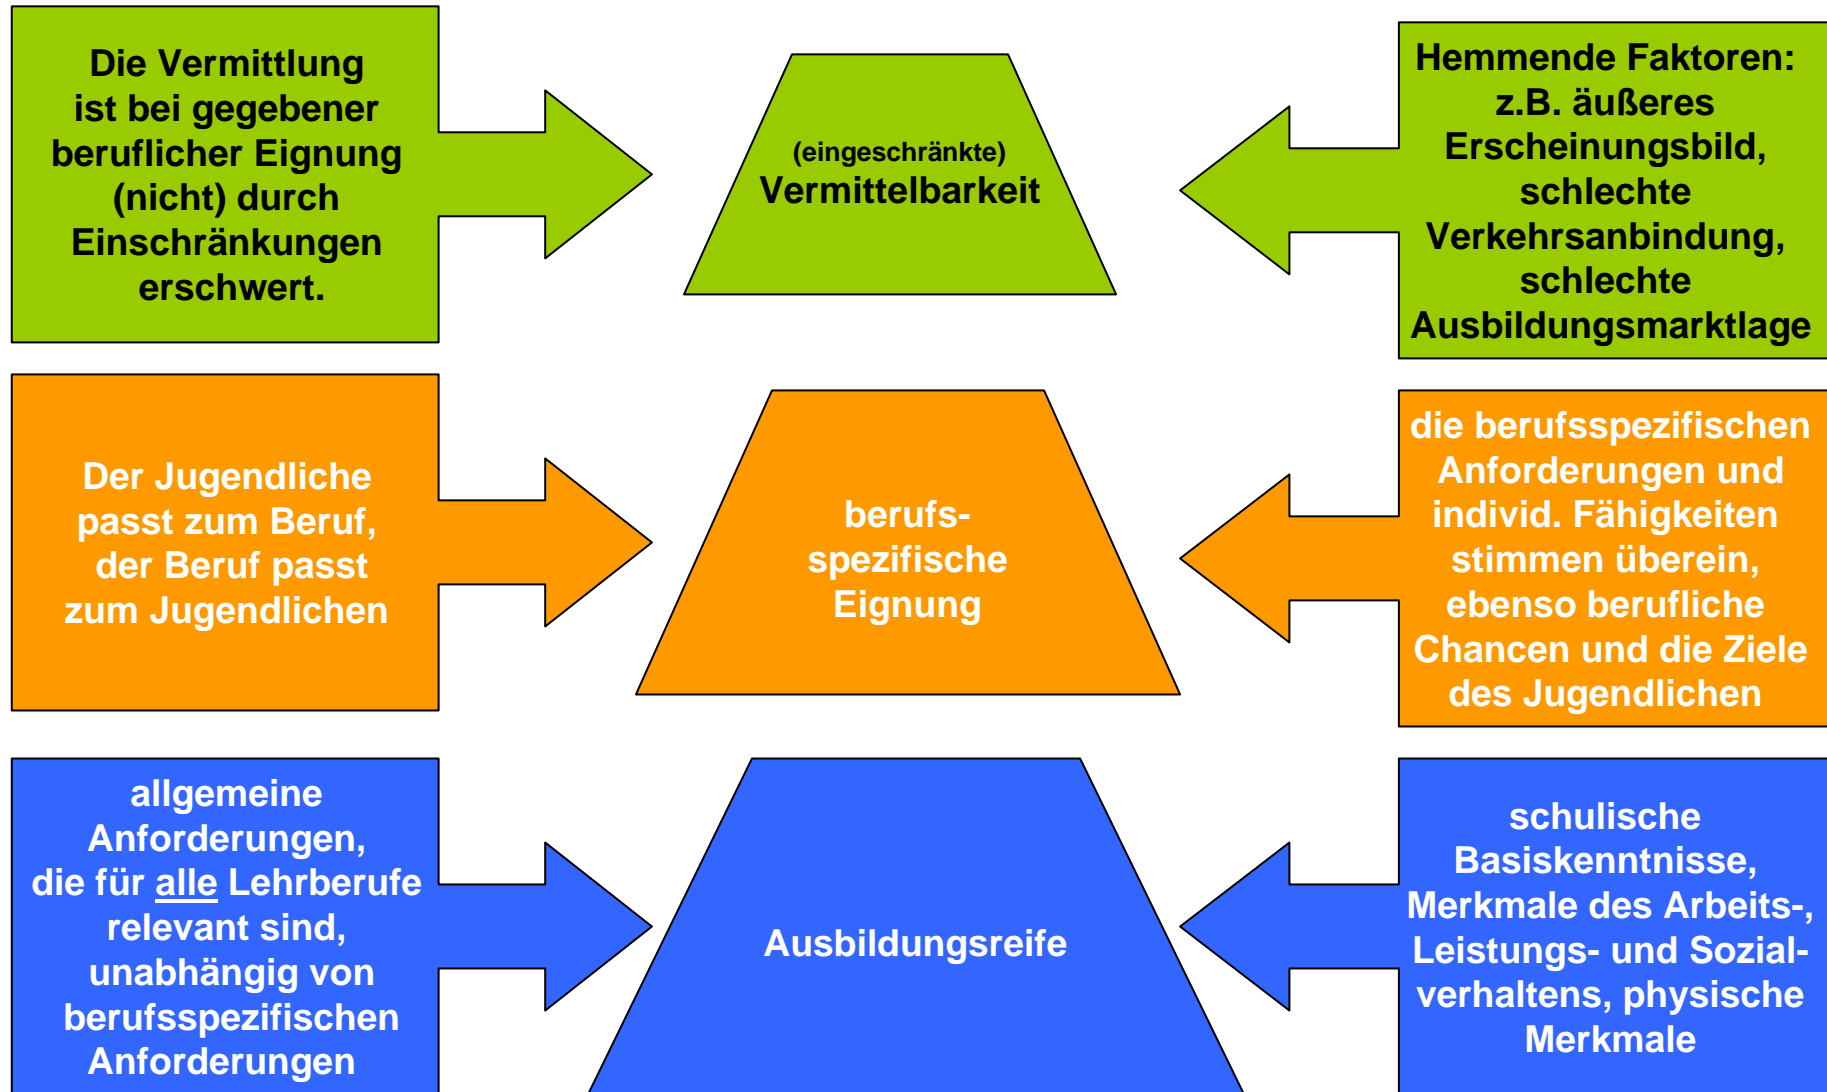 Die Vermittlung
ist bei gegebener
beruflicher Eignung
(nicht) durch
Einschränkungen
erschwert.
(eingeschränkte)
Vermittelbarkeit
Hemmende Faktoren:
z.B. äußeres
Erscheinungsbild,
schlechte
Verkehrsanbindung,
schlechte
Ausbildungsmarktlage
Der Jugendliche
passt zum Beruf,
der Beruf passt
zum Jugendlichen
berufs-
spezifische
Eignung
die berufsspezifischen
Anforderungen und
individ. Fähigkeiten
stimmen überein,
ebenso berufliche
Chancen und die Ziele
des Jugendlichen
allgemeine
Anforderungen,
die für alle Lehrberufe
relevant sind,
unabhängig von
berufsspezifischen
Anforderungen
Ausbildungsreife
schulische
Basiskenntnisse,
Merkmale des Arbeits-,
Leistungs- und Sozial-
verhaltens, physische
Merkmale